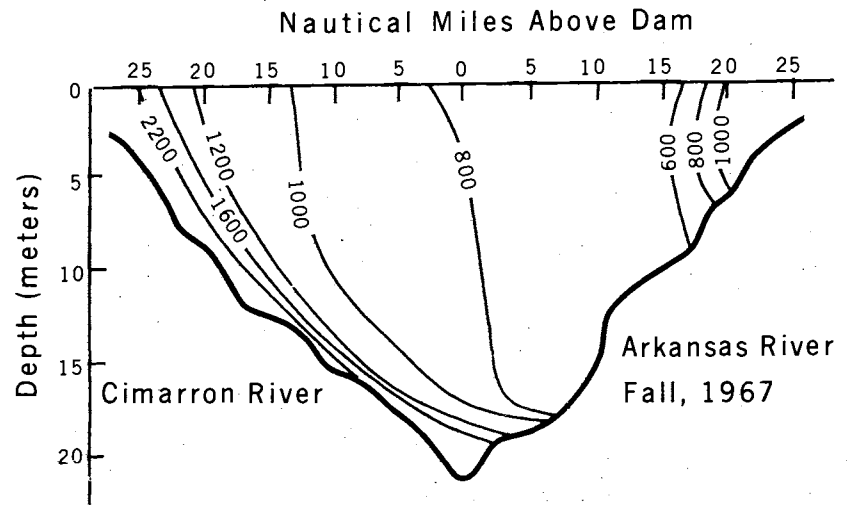 Nautical Miles Above Dam
25 20 15 10 5 0 5 10 15 20 25
0
5
10
15
20
Depth (meters)
2200
1200
1600
1000
800
600
800
1000
Cimarron River
Arkansas River
Fall, 1967